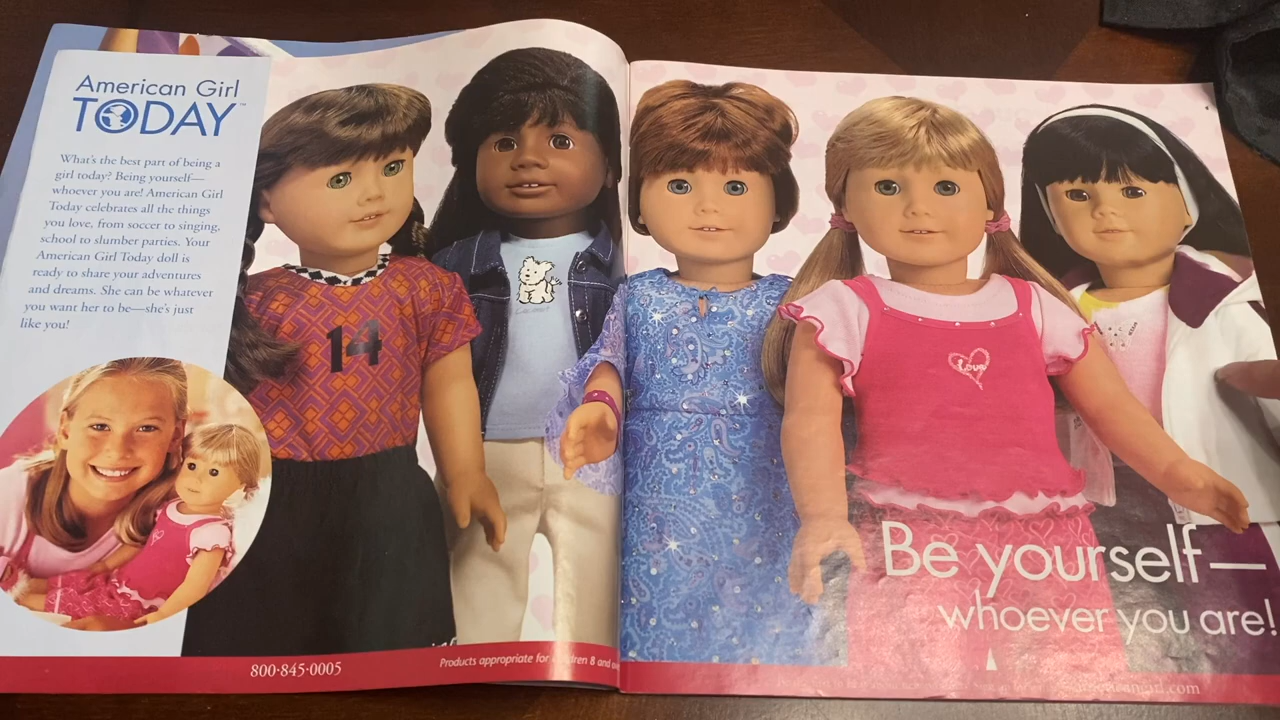 American Girl
TODAY™
What's the best part of being a
girl today? Being yourself—
whoever you are! American Girl
Today celebrates all the things
you love, from soccer to singing,
school to slumber parties. Your
American Girl Today doll is
ready to share your adventures
and dreams. She can be whatever
you want her to be—she's just
like you!
14
Love
Be yourself—
whoever you are!
800·845·0005
Products appropriate for children 8 and